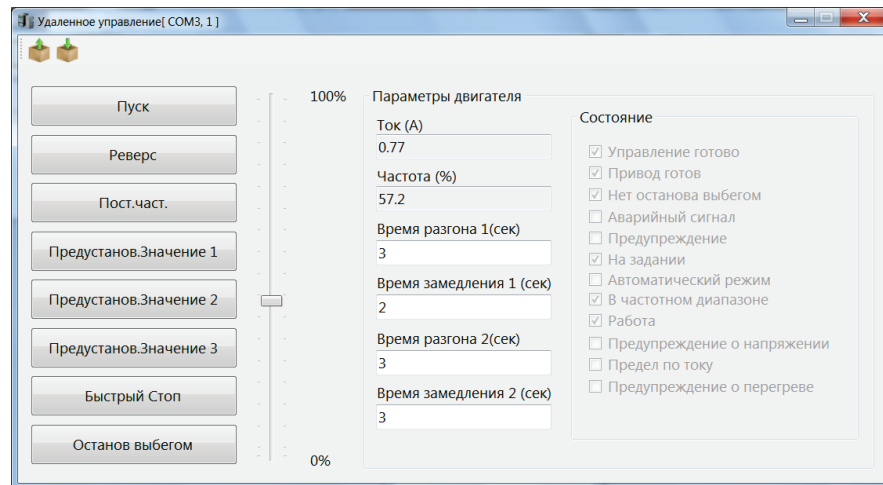 Удаленное управление[ COM3, 1 ]
Пуск
Реверс
Пост.част.
Предустанов.Значение 1
Предустанов.Значение 2
Предустанов.Значение 3
Быстрый Стоп
Останов выбегом
100%
0%
Параметры двигателя
Ток (А)
0.77
Частота (%)
57.2
Время разгона 1(сек)
3
Время замедления 1 (сек)
2
Время разгона 2(сек)
3
Время замедления 2 (сек)
3
Состояние
Управление готово
Привод готов
Нет останова выбегом
Аварийный сигнал
Предупреждение
На задании
Автоматический режим
В частотном диапазоне
Работа
Предупреждение о напряжении
Предел по току
Предупреждение о перегреве